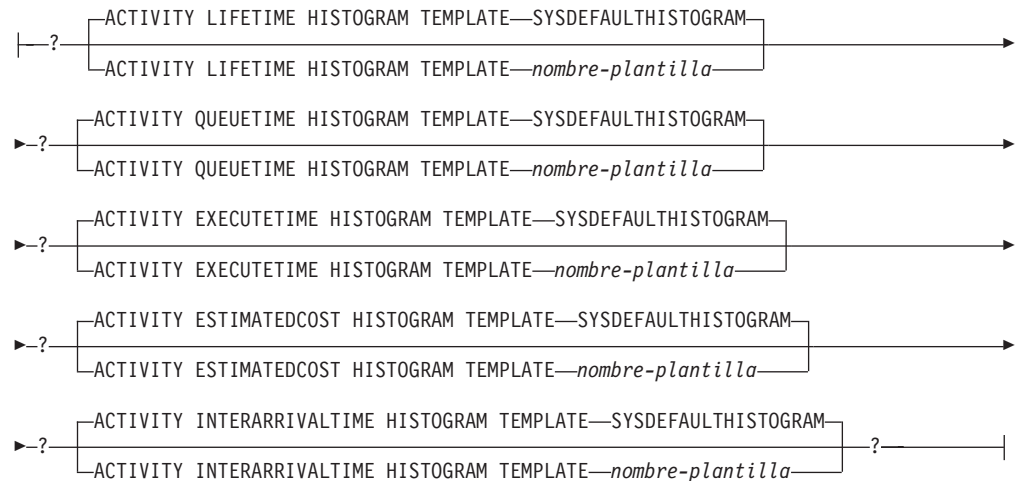 ACTIVITY LIFETIME HISTOGRAM TEMPLATE—SYSDEFAULTHISTOGRAM
?
ACTIVITY LIFETIME HISTOGRAM TEMPLATE—nombre-plantilla
ACTIVITY QUEUETIME HISTOGRAM TEMPLATE—SYSDEFAULTHISTOGRAM
?
ACTIVITY QUEUETIME HISTOGRAM TEMPLATE—nombre-plantilla
ACTIVITY EXECUTETIME HISTOGRAM TEMPLATE—SYSDEFAULTHISTOGRAM
?
ACTIVITY EXECUTETIME HISTOGRAM TEMPLATE—nombre-plantilla
ACTIVITY ESTIMATEDCOST HISTOGRAM TEMPLATE—SYSDEFAULTHISTOGRAM
?
ACTIVITY ESTIMATEDCOST HISTOGRAM TEMPLATE—nombre-plantilla
ACTIVITY INTERARRIVALTIME HISTOGRAM TEMPLATE—SYSDEFAULTHISTOGRAM
? ?
ACTIVITY INTERARRIVALTIME HISTOGRAM TEMPLATE—nombre-plantilla